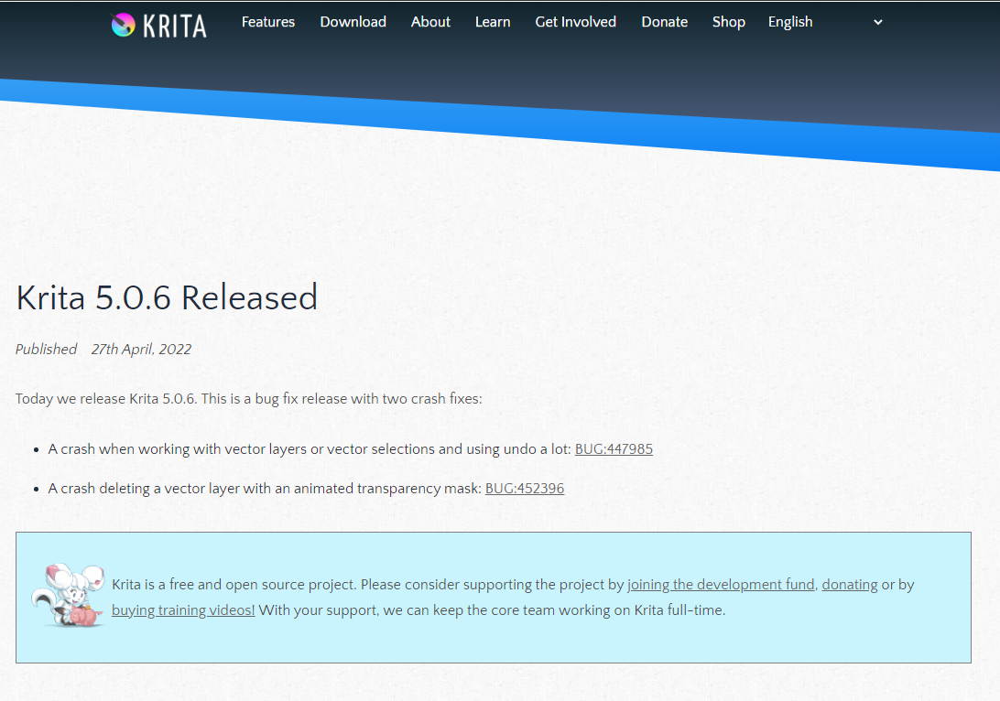 KRITA Features Download About Learn Get Involved Donate Shop English
Krita 5.0.6 Released
Published 27th April, 2022
Today we release Krita 5.0.6. This is a bug fix release with two crash fixes:
• A crash when working with vector layers or vector selections and using undo a lot: BUG:447985
• A crash deleting a vector layer with an animated transparency mask: BUG:452396
Krita is a free and open source project. Please consider supporting the project by joining the development fund, donating or by
buying training videos! With your support, we can keep the core team working on Krita full-time.